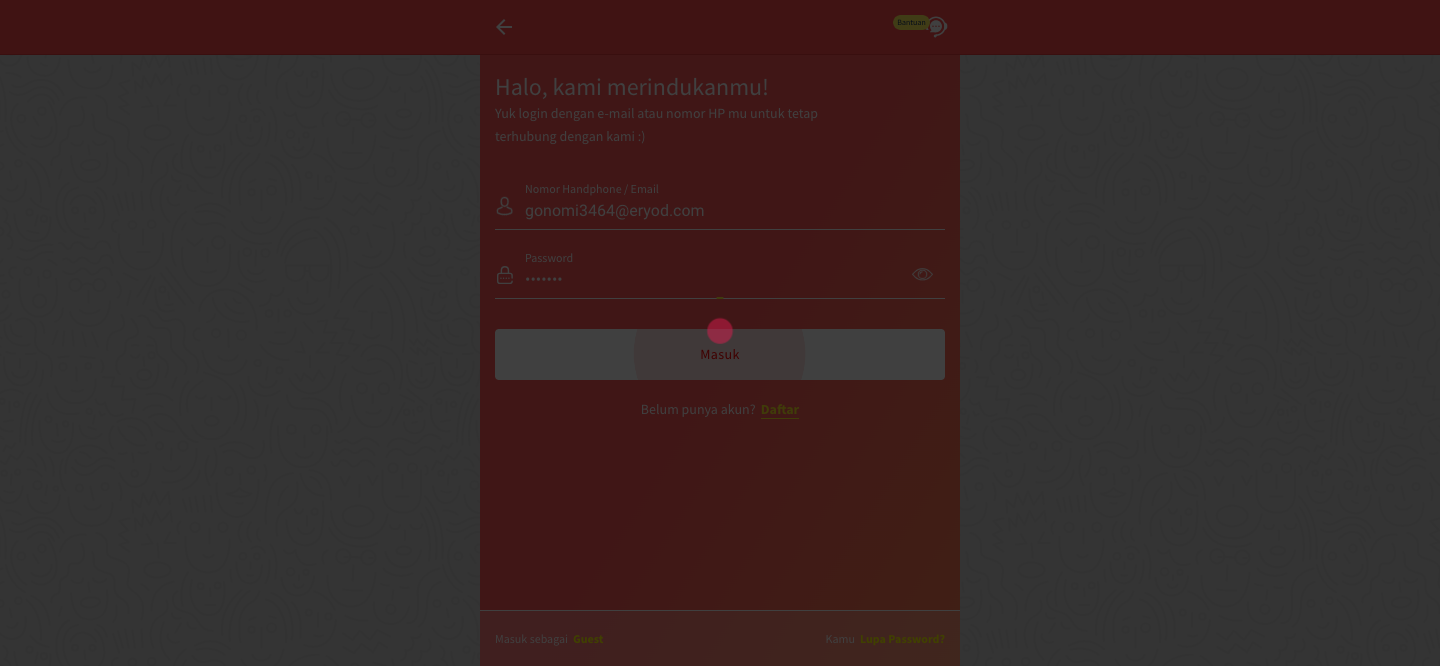 Bantuan
Halo, kami merindukanmu!
Yuk login dengan e-mail atau nomor HP mu untuk tetap
terhubung dengan kami :)
Nomor Handphone / Email
gonomi3464@eryod.com
Password
•••••••
Masuk
Belum punya akun? Daftar
Masuk sebagai Guest
Kamu Lupa Password?